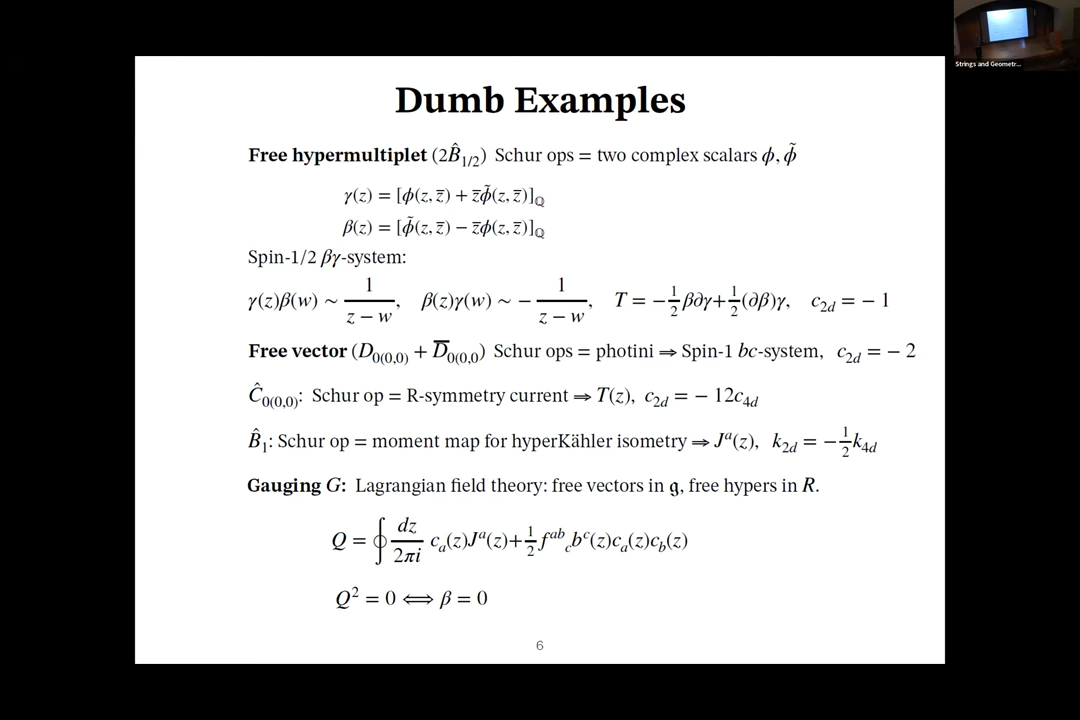 Strings and Geometr...
Dumb Examples
Free hypermultiplet (2B̂_{1/2}) Schur ops = two complex scalars ϕ, ϕ̃
γ(z) = [ϕ(z, z̄) + z̄ϕ̃(z, z̄)]_ℚ
β(z) = [ϕ̃(z, z̄) − z̄ϕ(z, z̄)]_ℚ
Spin-1/2 βγ-system:
γ(z)β(w) ∼ 1/(z − w), β(z)γ(w) ∼ − 1/(z − w), T = −½β∂γ+½(∂β)γ, c_{2d} = − 1
Free vector (D_{0(0,0)} + D̄_{0(0,0)}) Schur ops = photini ⇒ Spin-1 bc-system, c_{2d} = − 2
Ĉ_{0(0,0)}: Schur op = R-symmetry current ⇒ T(z), c_{2d} = − 12c_{4d}
B̂_1: Schur op = moment map for hyperKähler isometry ⇒ J^a(z), k_{2d} = −½k_{4d}
Gauging G: Lagrangian field theory: free vectors in 𝔤, free hypers in R.
Q = ∮ dz/2πi c_a(z)J^a(z)+½f^{ab}_c b^c(z)c_a(z)c_b(z)
Q² = 0 ⟺ β = 0
6